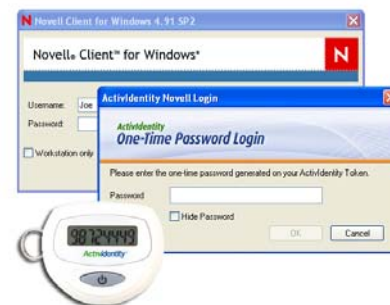 Novell Client for Windows 4.91 SP2
Novell® Client™ for Windows*
N
Username: Joe
Password:
Workstation only
ActivIdentity Novell Login
ActivIdentity
One-Time Password Login
Please enter the one-time password generated on your ActivIdentity Token.
Password
Hide Password
OK
Cancel
98724449
ActivIdentity